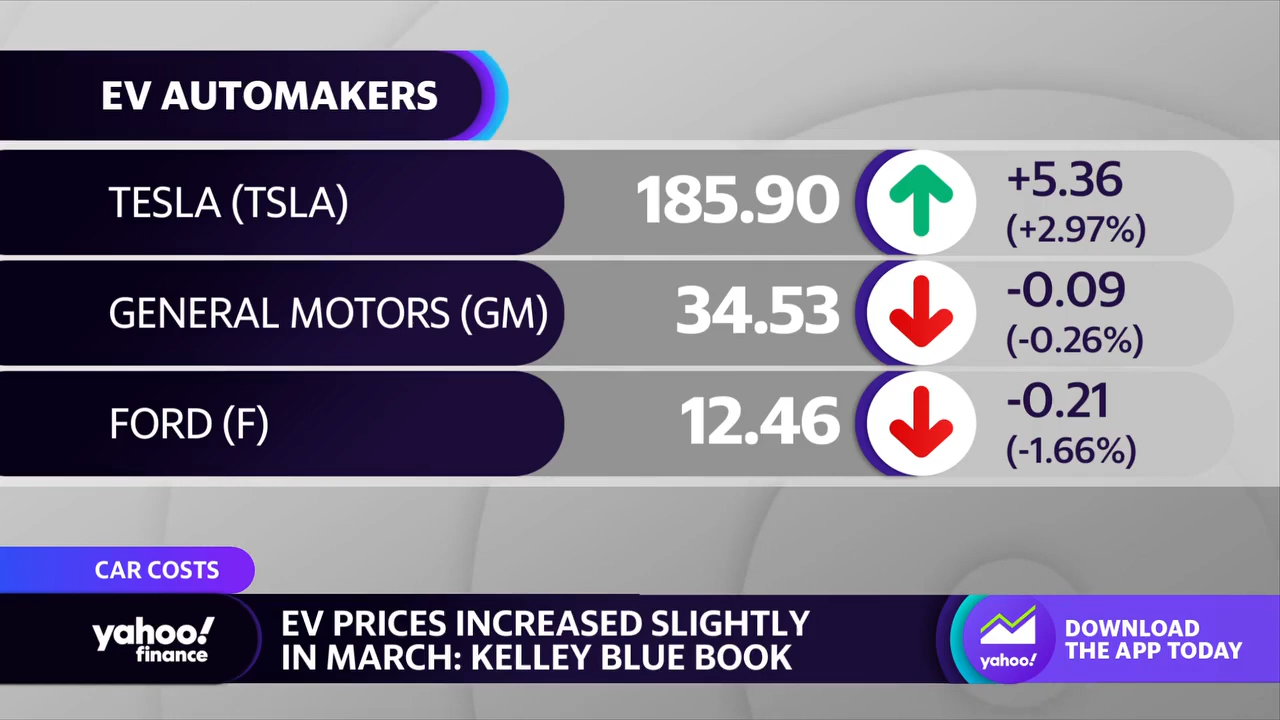 EV AUTOMAKERS
TESLA (TSLA) 185.90 +5.36
(+2.97%)
GENERAL MOTORS (GM) 34.53 -0.09
(-0.26%)
FORD (F) 12.46 -0.21
(-1.66%)
CAR COSTS
yahoo!
finance
EV PRICES INCREASED SLIGHTLY
IN MARCH: KELLEY BLUE BOOK
yahoo!
DOWNLOAD
THE APP TODAY